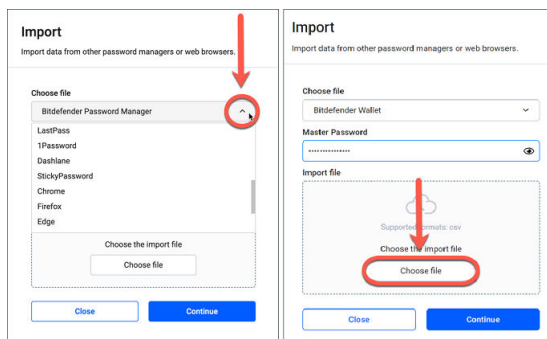 Import
Import data from other password managers or web browsers.
Choose file
Bitdefender Password Manager
LastPass
1Password
Dashlane
StickyPassword
Chrome
Firefox
Edge
Choose the import file
Choose file
Close
Continue
Import
Import data from other password managers or web browsers.
Choose file
Bitdefender Wallet
Master Password
Import file
Supported formats: csv
Choose the import file
Choose file
Close
Continue